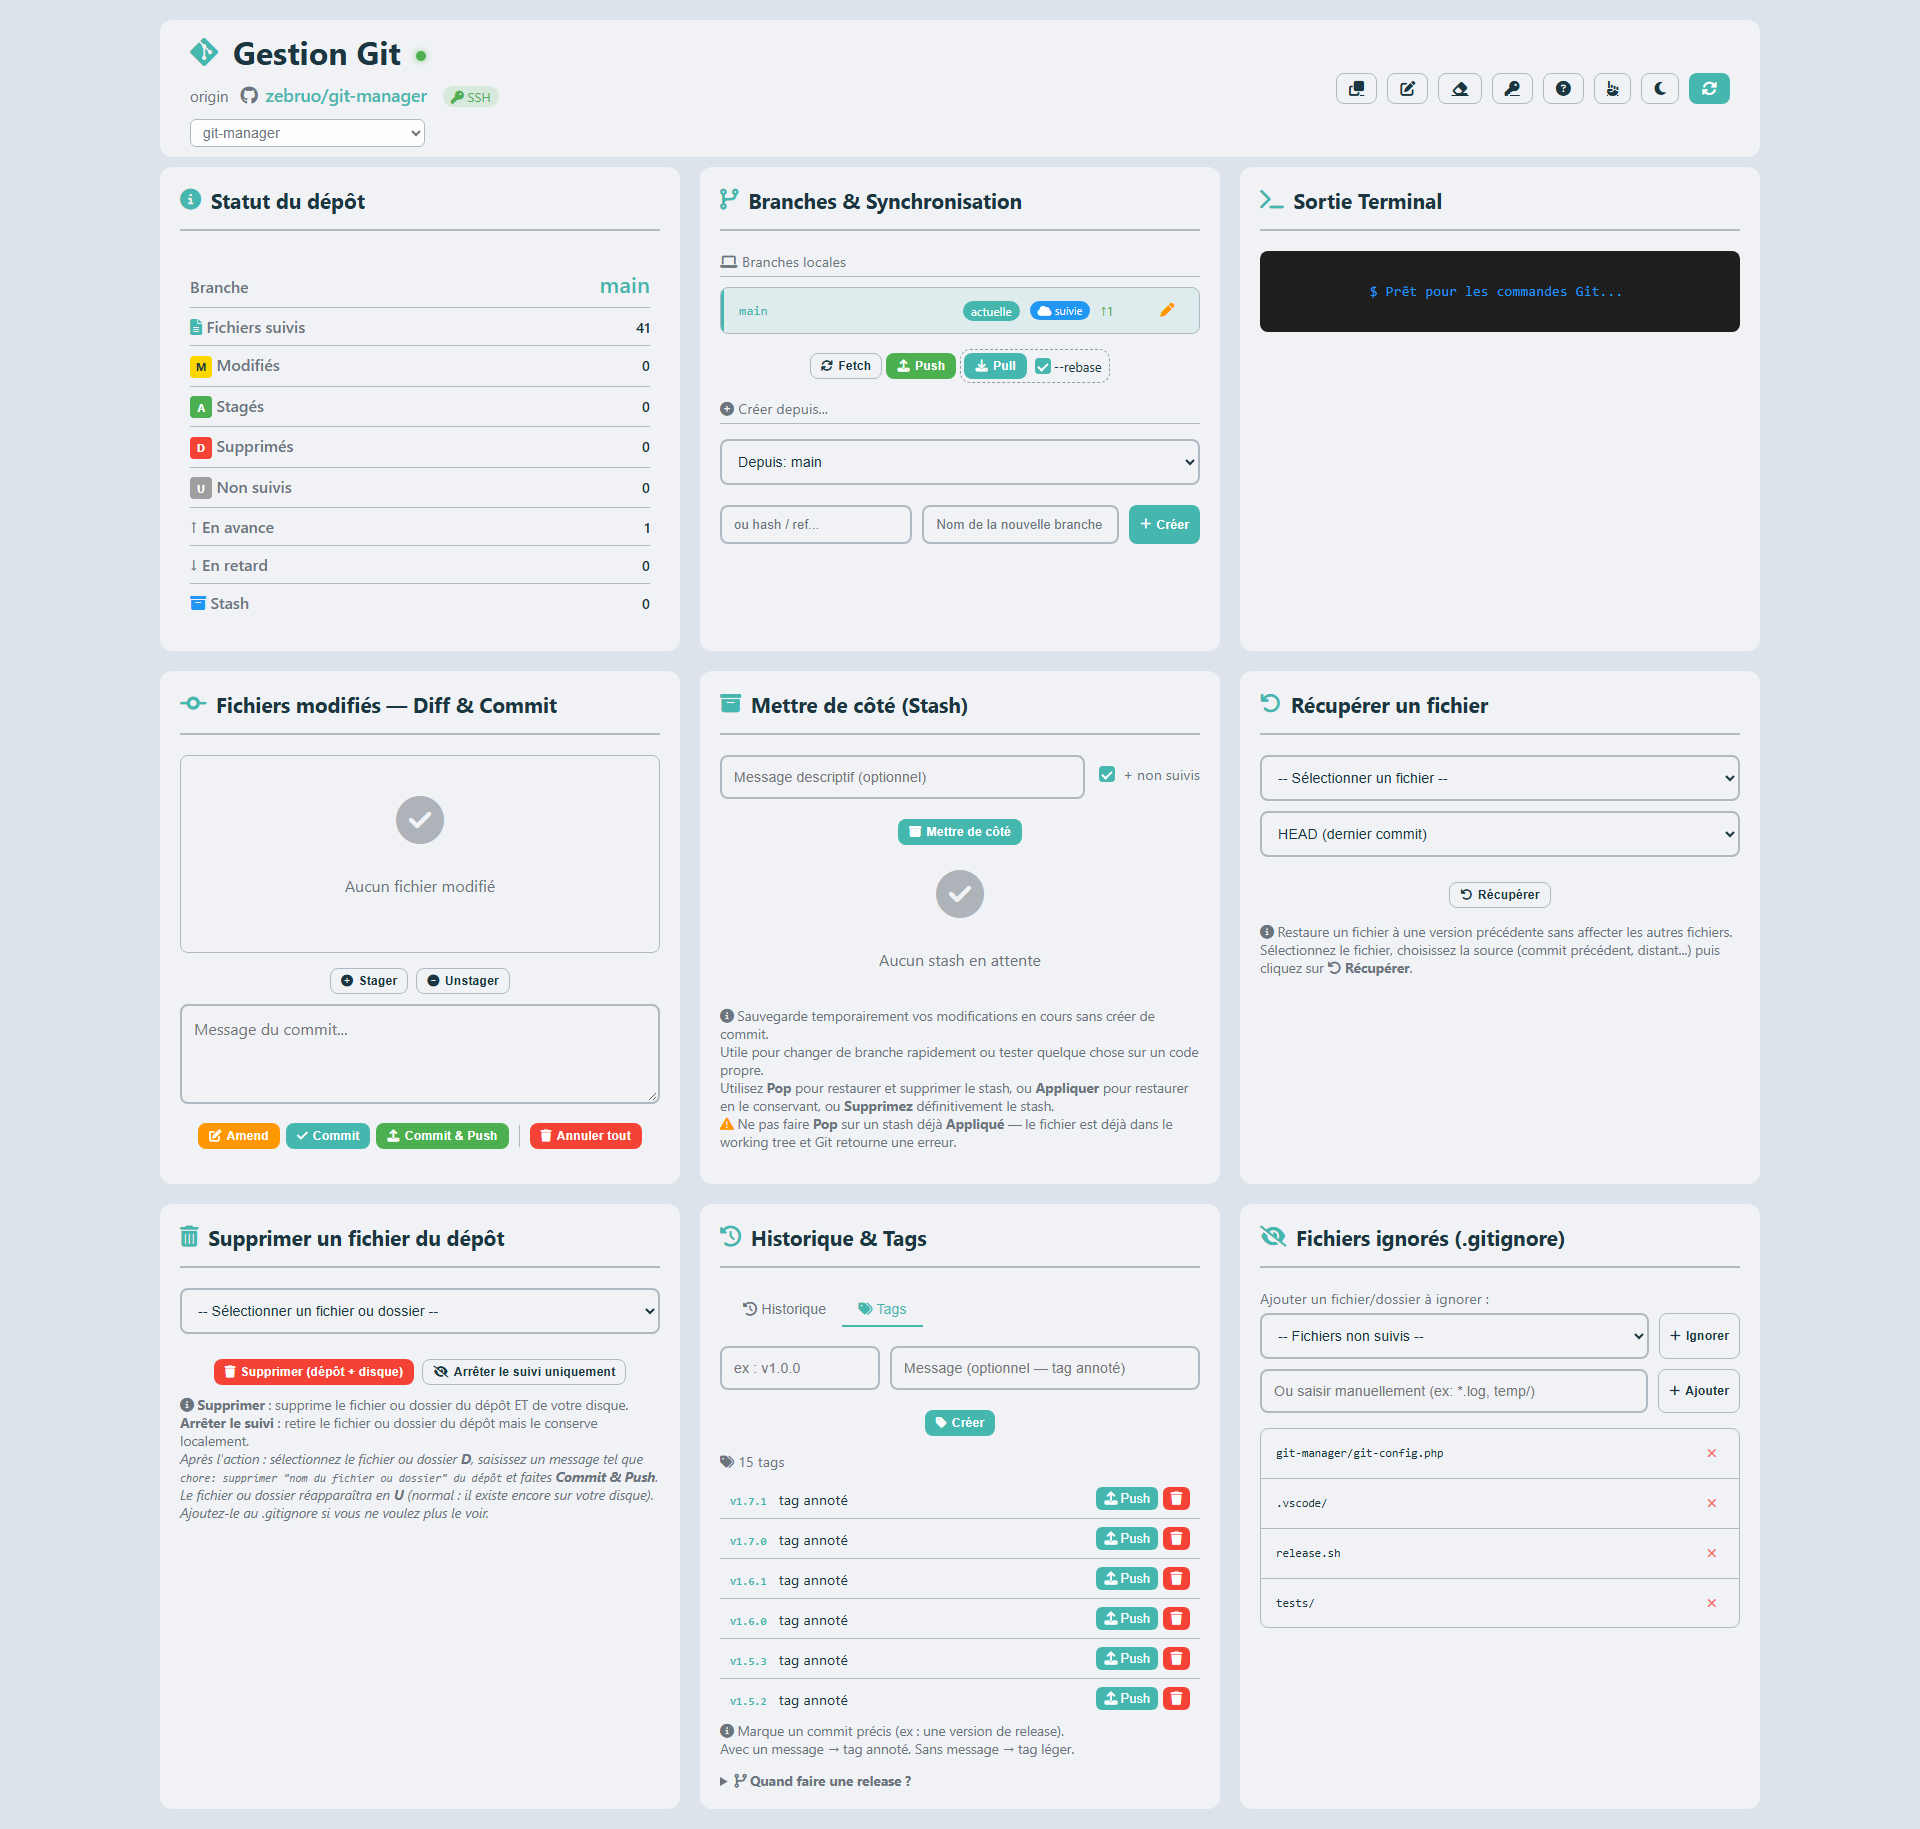 Gestion Git
origin zebruo/git-manager SSH
git-manager
Statut du dépôt
Branche main
Fichiers suivis 41
M Modifiés 0
A Stagés 0
D Supprimés 0
U Non suivis 0
↑ En avance 1
↓ En retard 0
Stash 0
Branches & Synchronisation
Branches locales
main actuelle suivie ↑1
Fetch Push Pull --rebase
Créer depuis...
Depuis: main
ou hash / ref... Nom de la nouvelle branche + Créer
Sortie Terminal
$ Prêt pour les commandes Git...
Fichiers modifiés — Diff & Commit
Aucun fichier modifié
Stager Unstager
Message du commit...
Amend Commit Commit & Push Annuler tout
Mettre de côté (Stash)
Message descriptif (optionnel) + non suivis
Mettre de côté
Aucun stash en attente
Sauvegarde temporairement vos modifications en cours sans créer de
commit.
Utile pour changer de branche rapidement ou tester quelque chose sur un code
propre.
Utilisez Pop pour restaurer et supprimer le stash, ou Appliquer pour restaurer
en le conservant, ou Supprimez définitivement le stash.
Ne pas faire Pop sur un stash déjà Appliqué — le fichier est déjà dans le
working tree et Git retourne une erreur.
Récupérer un fichier
-- Sélectionner un fichier --
HEAD (dernier commit)
Récupérer
Restaure un fichier à une version précédente sans affecter les autres fichiers.
Sélectionnez le fichier, choisissez la source (commit précédent, distant...) puis
cliquez sur Récupérer.
Supprimer un fichier du dépôt
-- Sélectionner un fichier ou dossier --
Supprimer (dépôt + disque) Arrêter le suivi uniquement
Supprimer : supprime le fichier ou dossier du dépôt ET de votre disque.
Arrêter le suivi : retire le fichier ou dossier du dépôt mais le conserve
localement.
Après l'action : sélectionnez le fichier ou dossier D, saisissez un message tel que
chore: supprimer "nom du fichier ou dossier" du dépôt et faites Commit & Push.
Le fichier ou dossier réapparaîtra en U (normal : il existe encore sur votre disque).
Ajoutez-le au .gitignore si vous ne voulez plus le voir.
Historique & Tags
Historique Tags
ex : v1.0.0 Message (optionnel — tag annoté)
Créer
15 tags
v1.7.1 tag annoté Push
v1.7.0 tag annoté Push
v1.6.1 tag annoté Push
v1.6.0 tag annoté Push
v1.5.3 tag annoté Push
v1.5.2 tag annoté Push
Marque un commit précis (ex : une version de release).
Avec un message → tag annoté. Sans message → tag léger.
Quand faire une release ?
Fichiers ignorés (.gitignore)
Ajouter un fichier/dossier à ignorer :
-- Fichiers non suivis -- + Ignorer
Ou saisir manuellement (ex: *.log, temp/) + Ajouter
git-manager/git-config.php
.vscode/
release.sh
tests/